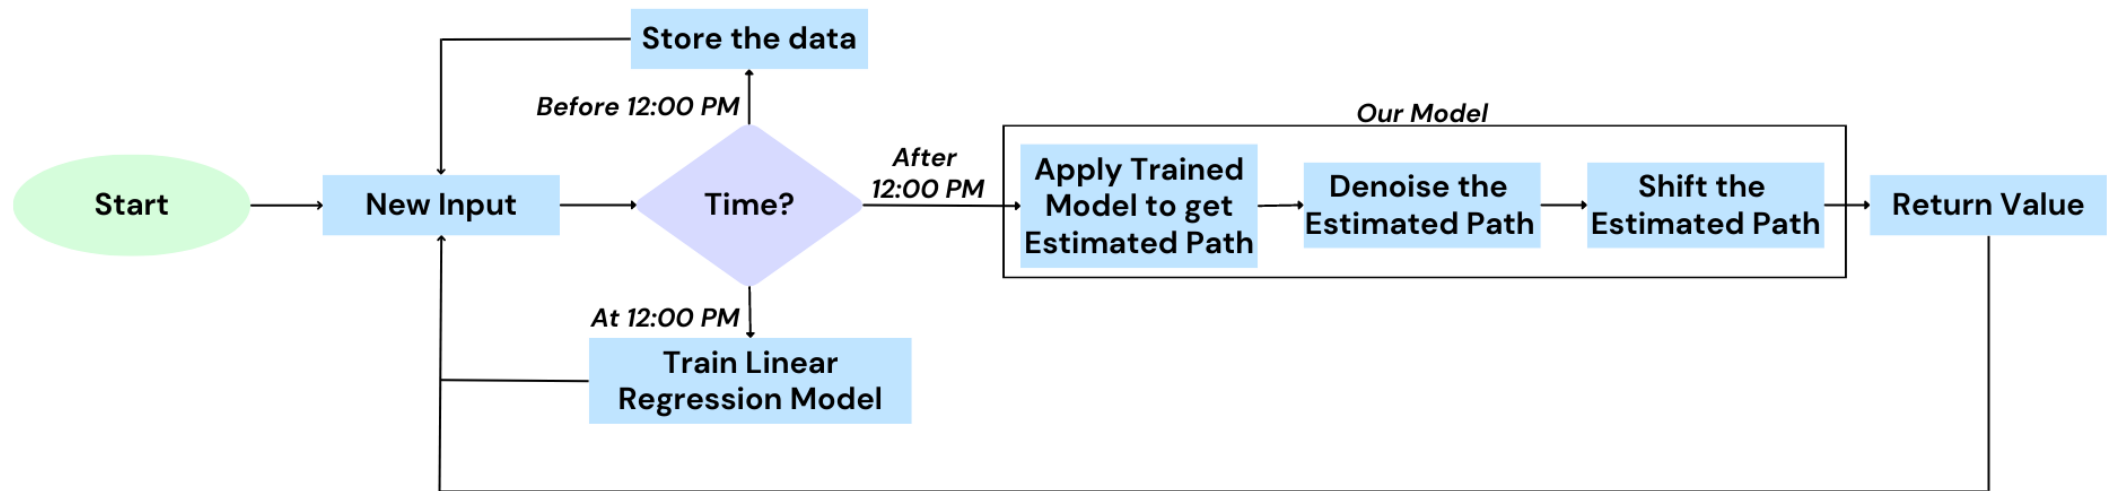 Store the data
Before 12:00 PM
Our Model
Start
New Input
Time?
After
12:00 PM
Apply Trained
Model to get
Estimated Path
Denoise the
Estimated Path
Shift the
Estimated Path
Return Value
At 12:00 PM
Train Linear
Regression Model